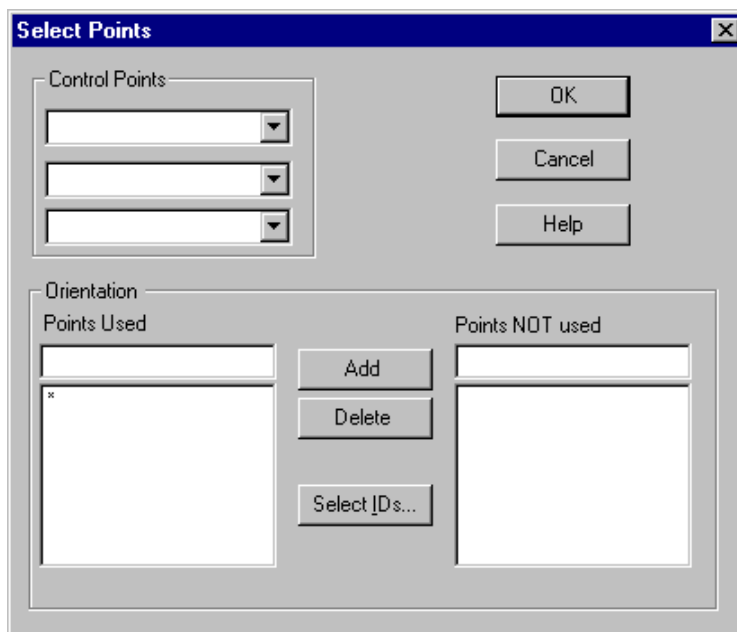 Select Points
Control Points
OK
Cancel
Help
Orientation
Points Used
Points NOT used
Add
*
Delete
Select IDs...